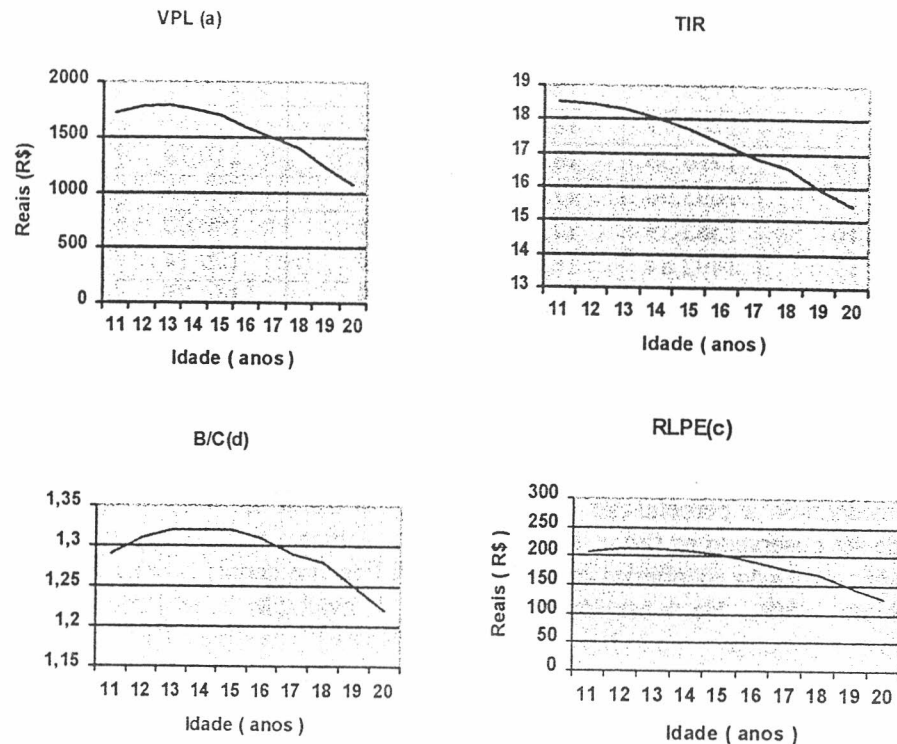 VPL (a)
Reais (R$)
2000
1500
1000
500
0
11 12 13 14 15 16 17 18 19 20
Idade ( anos )
TIR
19
18
17
16
15
14
13
11 12 13 14 15 16 17 18 19 20
Idade ( anos )
B/C(d)
1,35
1,3
1,25
1,2
1,15
11 12 13 14 15 16 17 18 19 20
Idade ( anos )
RLPE(c)
Reais ( R$ )
300
250
200
150
100
50
0
11 12 13 14 15 16 17 18 19 20
Idade ( anos )